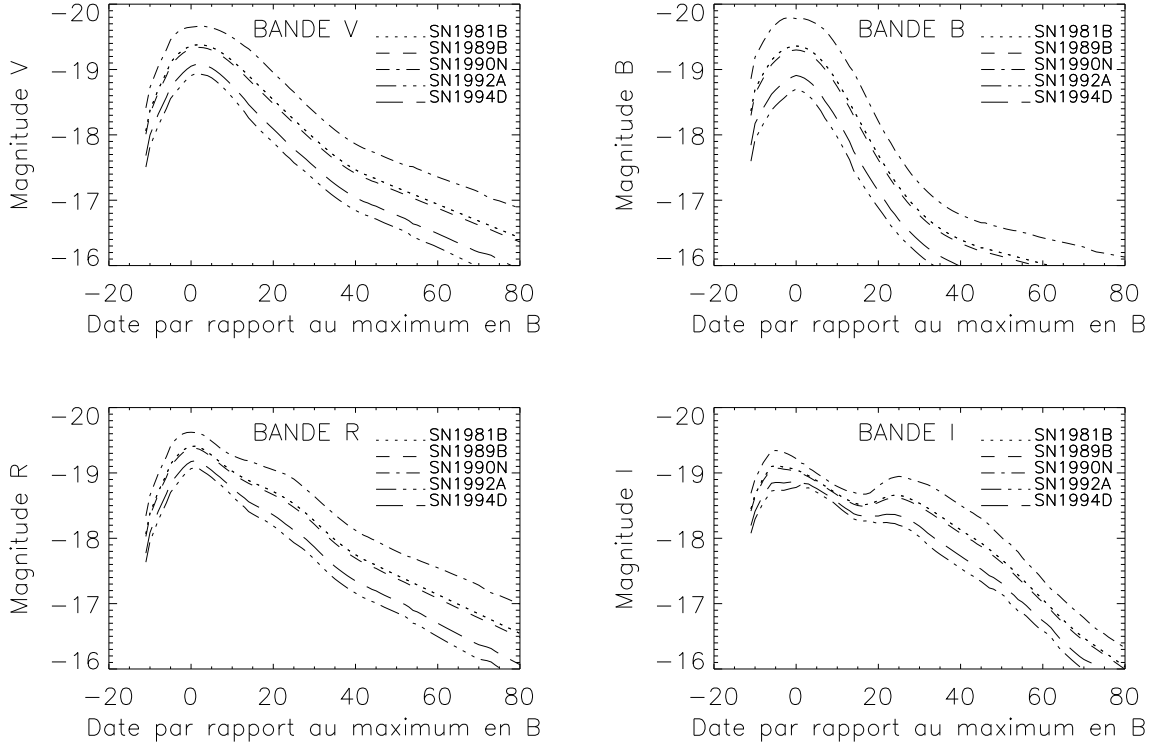 BANDE V
SN1981B
SN1989B
SN1990N
SN1992A
SN1994D
Magnitude V
−20
−19
−18
−17
−16
−20 0 20 40 60 80
Date par rapport au maximum en B
BANDE B
SN1981B
SN1989B
SN1990N
SN1992A
SN1994D
Magnitude B
−20
−19
−18
−17
−16
−20 0 20 40 60 80
Date par rapport au maximum en B
BANDE R
SN1981B
SN1989B
SN1990N
SN1992A
SN1994D
Magnitude R
−20
−19
−18
−17
−16
−20 0 20 40 60 80
Date par rapport au maximum en B
BANDE I
SN1981B
SN1989B
SN1990N
SN1992A
SN1994D
Magnitude I
−20
−19
−18
−17
−16
−20 0 20 40 60 80
Date par rapport au maximum en B